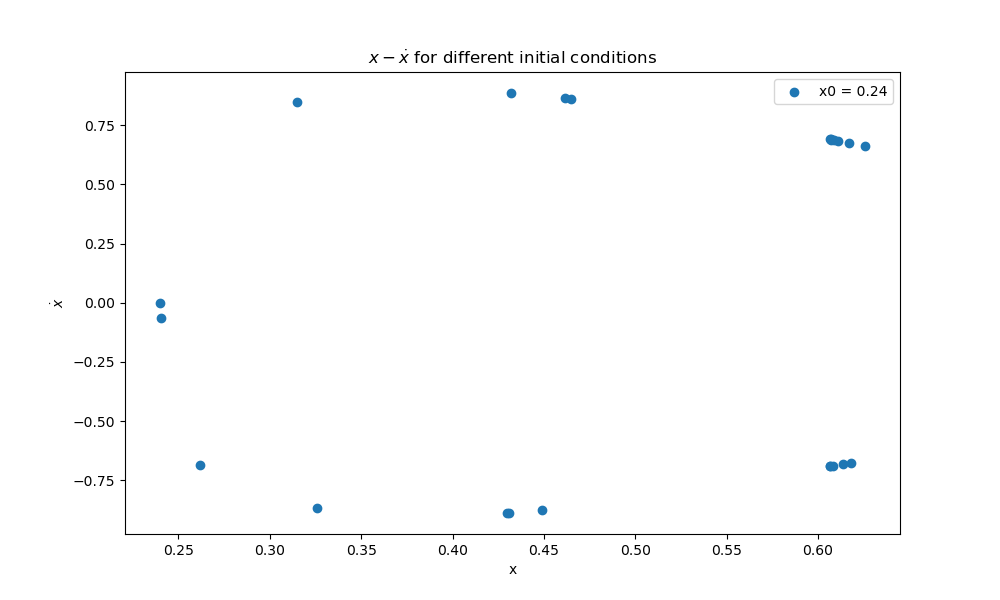 x − ẋ for different initial conditions
x0 = 0.24
0.75
0.50
0.25
0.00
−0.25
−0.50
−0.75
ẋ
0.25 0.30 0.35 0.40 0.45 0.50 0.55 0.60
x